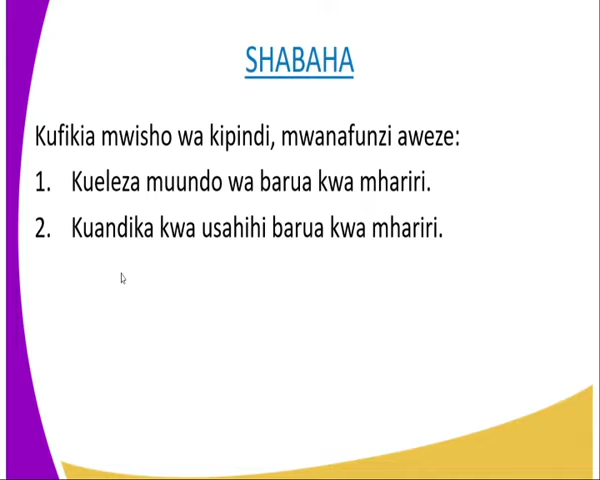 SHABAHA
Kufikia mwisho wa kipindi, mwanafunzi aweze:
1. Kueleza muundo wa barua kwa mhariri.
2. Kuandika kwa usahihi barua kwa mhariri.